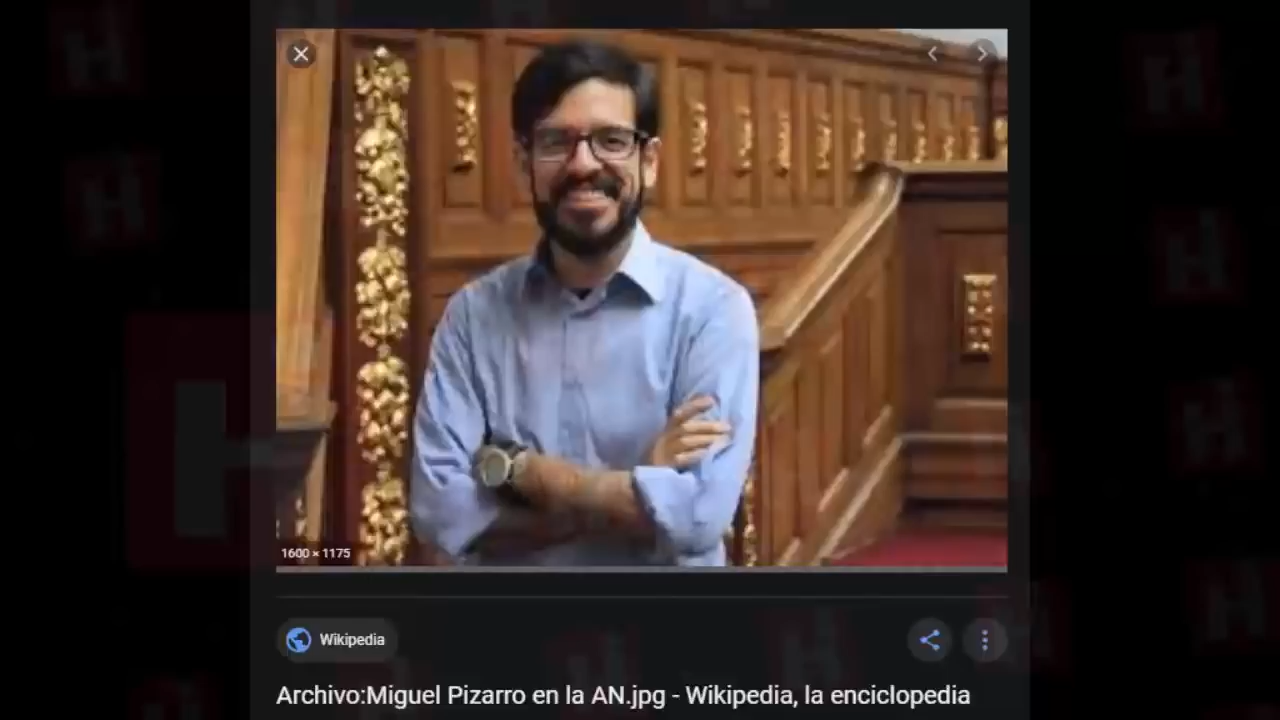 1600 × 1175
Wikipedia
Archivo:Miguel Pizarro en la AN.jpg - Wikipedia, la enciclopedia